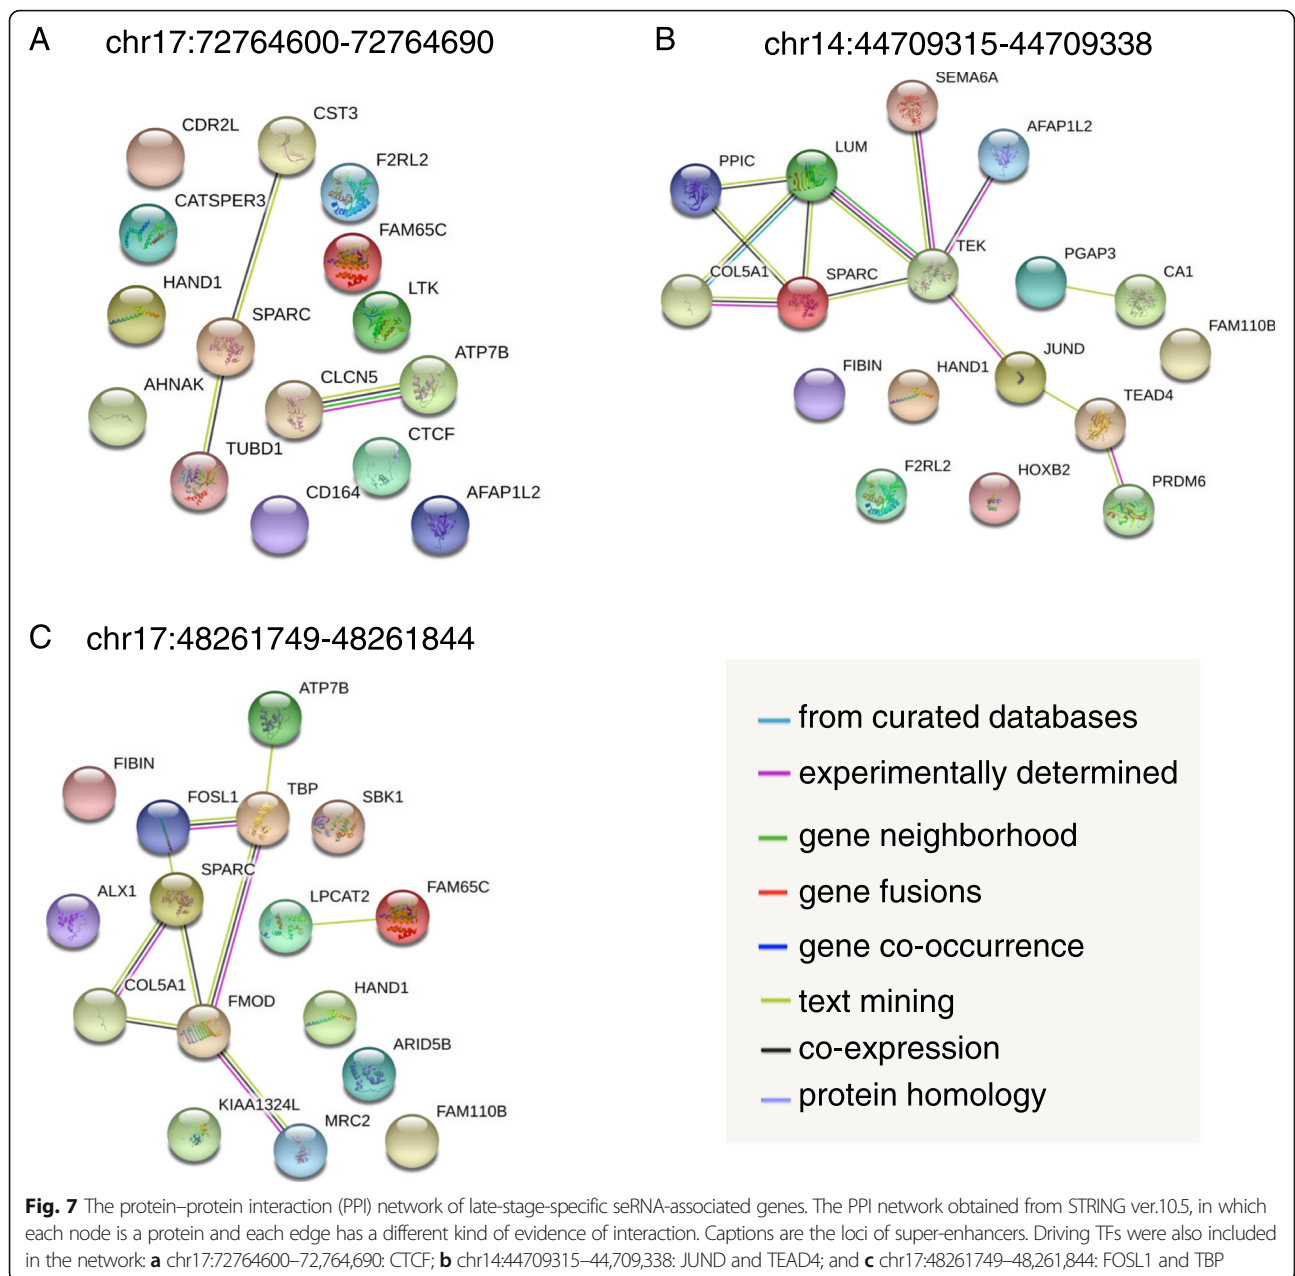 A chr17:72764600-72764690
CDR2L
CST3
F2RL2
CATSPER3
FAM65C
HAND1
LTK
SPARC
ATP7B
CLCN5
AHNAK
CTCF
TUBD1
CD164
AFAP1L2
B chr14:44709315-44709338
SEMA6A
AFAP1L2
LUM
PPIC
TEK
PGAP3
CA1
COL5A1
SPARC
FAM110B
JUND
FIBIN
HAND1
TEAD4
F2RL2
HOXB2
PRDM6
C chr17:48261749-48261844
ATP7B
FIBIN
TBP
FOSL1
SBK1
SPARC
ALX1
LPCAT2
FAM65C
COL5A1
FMOD
HAND1
ARID5B
KIAA1324L
MRC2
FAM110B
from curated databases
experimentally determined
gene neighborhood
gene fusions
gene co-occurrence
text mining
co-expression
protein homology
Fig. 7 The protein–protein interaction (PPI) network of late-stage-specific seRNA-associated genes. The PPI network obtained from STRING ver.10.5, in which
each node is a protein and each edge has a different kind of evidence of interaction. Captions are the loci of super-enhancers. Driving TFs were also included
in the network: a chr17:72764600–72,764,690: CTCF; b chr14:44709315–44,709,338: JUND and TEAD4; and c chr17:48261749–48,261,844: FOSL1 and TBP